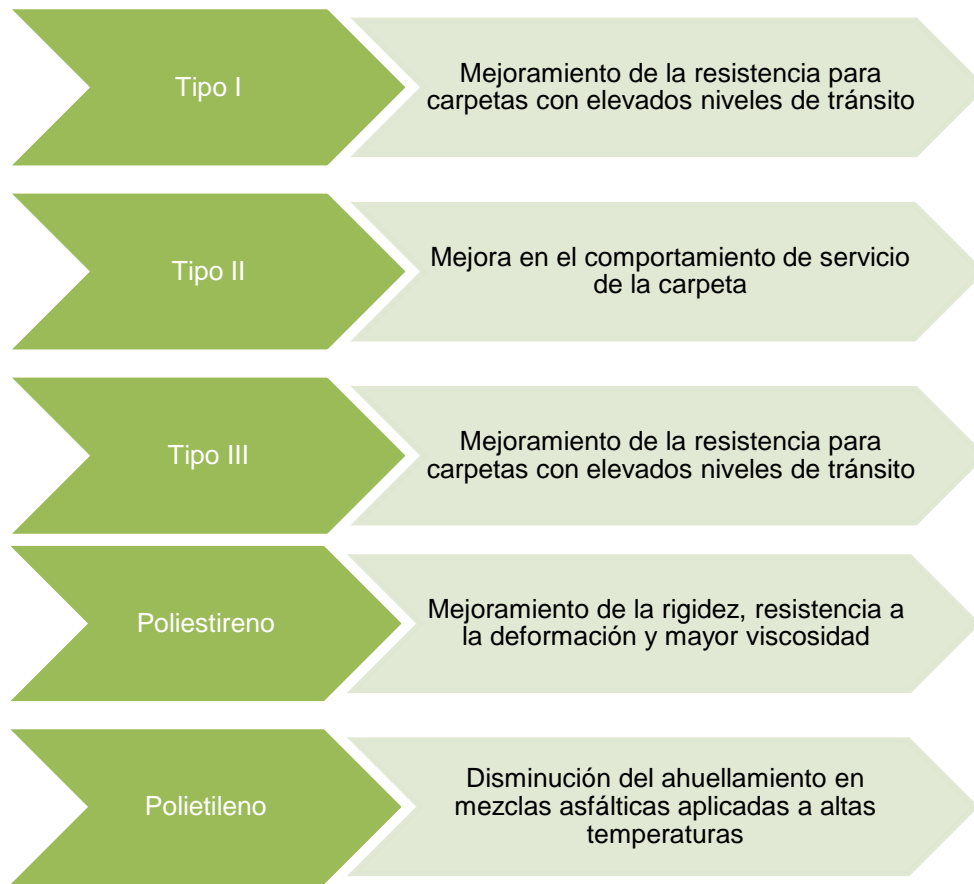 Tipo I
Mejoramiento de la resistencia para
carpetas con elevados niveles de tránsito
Tipo II
Mejora en el comportamiento de servicio
de la carpeta
Tipo III
Mejoramiento de la resistencia para
carpetas con elevados niveles de tránsito
Poliestireno
Mejoramiento de la rigidez, resistencia a
la deformación y mayor viscosidad
Polietileno
Disminución del ahuellamiento en
mezclas asfálticas aplicadas a altas
temperaturas